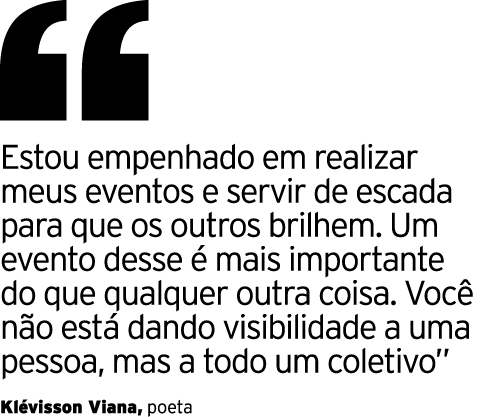 “
Estou empenhado em realizar
meus eventos e servir de escada
para que os outros brilhem. Um
evento desse é mais importante
do que qualquer outra coisa. Você
não está dando visibilidade a uma
pessoa, mas a todo um coletivo”
Klévisson Viana, poeta